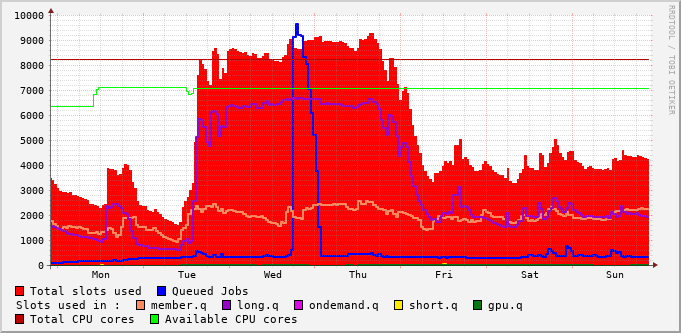 10000
9000
8000
7000
6000
5000
4000
3000
2000
1000
0
Mon Tue Wed Thu Fri Sat Sun
RRDTOOL / TOBI OETIKER
Total slots used Queued Jobs
Slots used in : member.q long.q ondemand.q short.q gpu.q
Total CPU cores Available CPU cores